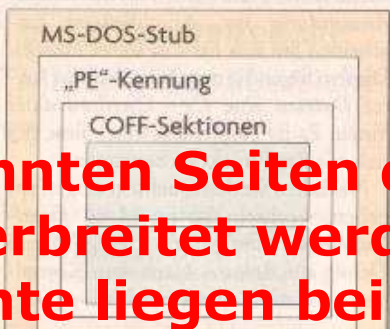 MS-DOS-Stub
„PE“-Kennung
COFF-Sektionen
nnten Seiten
erbreitet werd
nte liegen bei